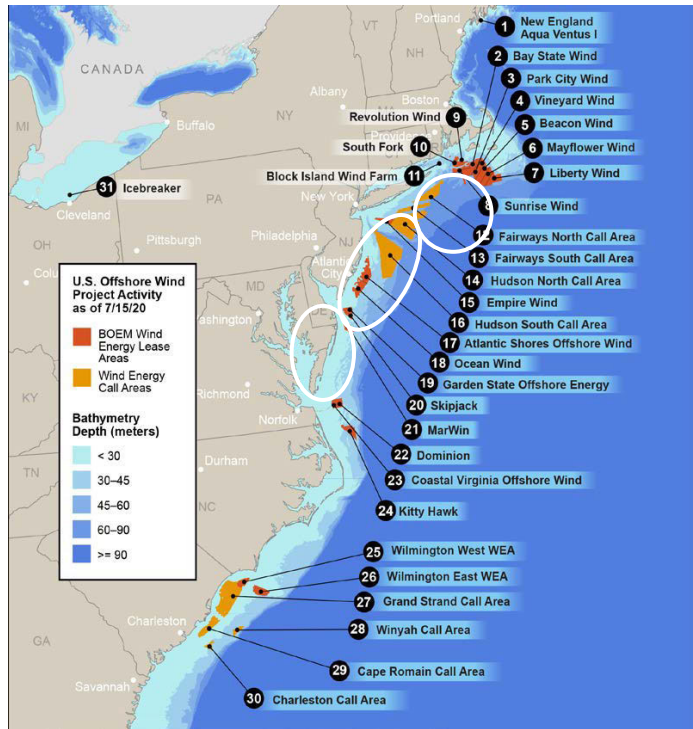 Portland
VT
NH
CANADA
MI
NY
Albany
Boston
Buffalo
1 New England
Aqua Ventus I
2 Bay State Wind
3 Park City Wind
4 Vineyard Wind
5 Beacon Wind
6 Mayflower Wind
7 Liberty Wind
8 Sunrise Wind
12 Fairways North Call Area
13 Fairways South Call Area
14 Hudson North Call Area
15 Empire Wind
16 Hudson South Call Area
17 Atlantic Shores Offshore Wind
18 Ocean Wind
19 Garden State Offshore Energy
20 Skipjack
21 MarWin
22 Dominion
23 Coastal Virginia Offshore Wind
24 Kitty Hawk
25 Wilmington West WEA
26 Wilmington East WEA
27 Grand Strand Call Area
28 Winyah Call Area
29 Cape Romain Call Area
30 Charleston Call Area
Revolution Wind 9
South Fork 10
Block Island Wind Farm 11
31 Icebreaker
Cleveland
New York
PA
OH
Pittsburgh
Philadelphia
NJ
Atlantic
City
MD
DE
Richmond
Norfolk
KY
TN
Durham
NC
GA
Charleston
Savannah
U.S. Offshore Wind
Project Activity
as of 7/15/20
BOEM Wind
Energy Lease
Areas
Wind Energy
Call Areas
Bathymetry
Depth (meters)
< 30
30–45
45–60
60–90
>= 90